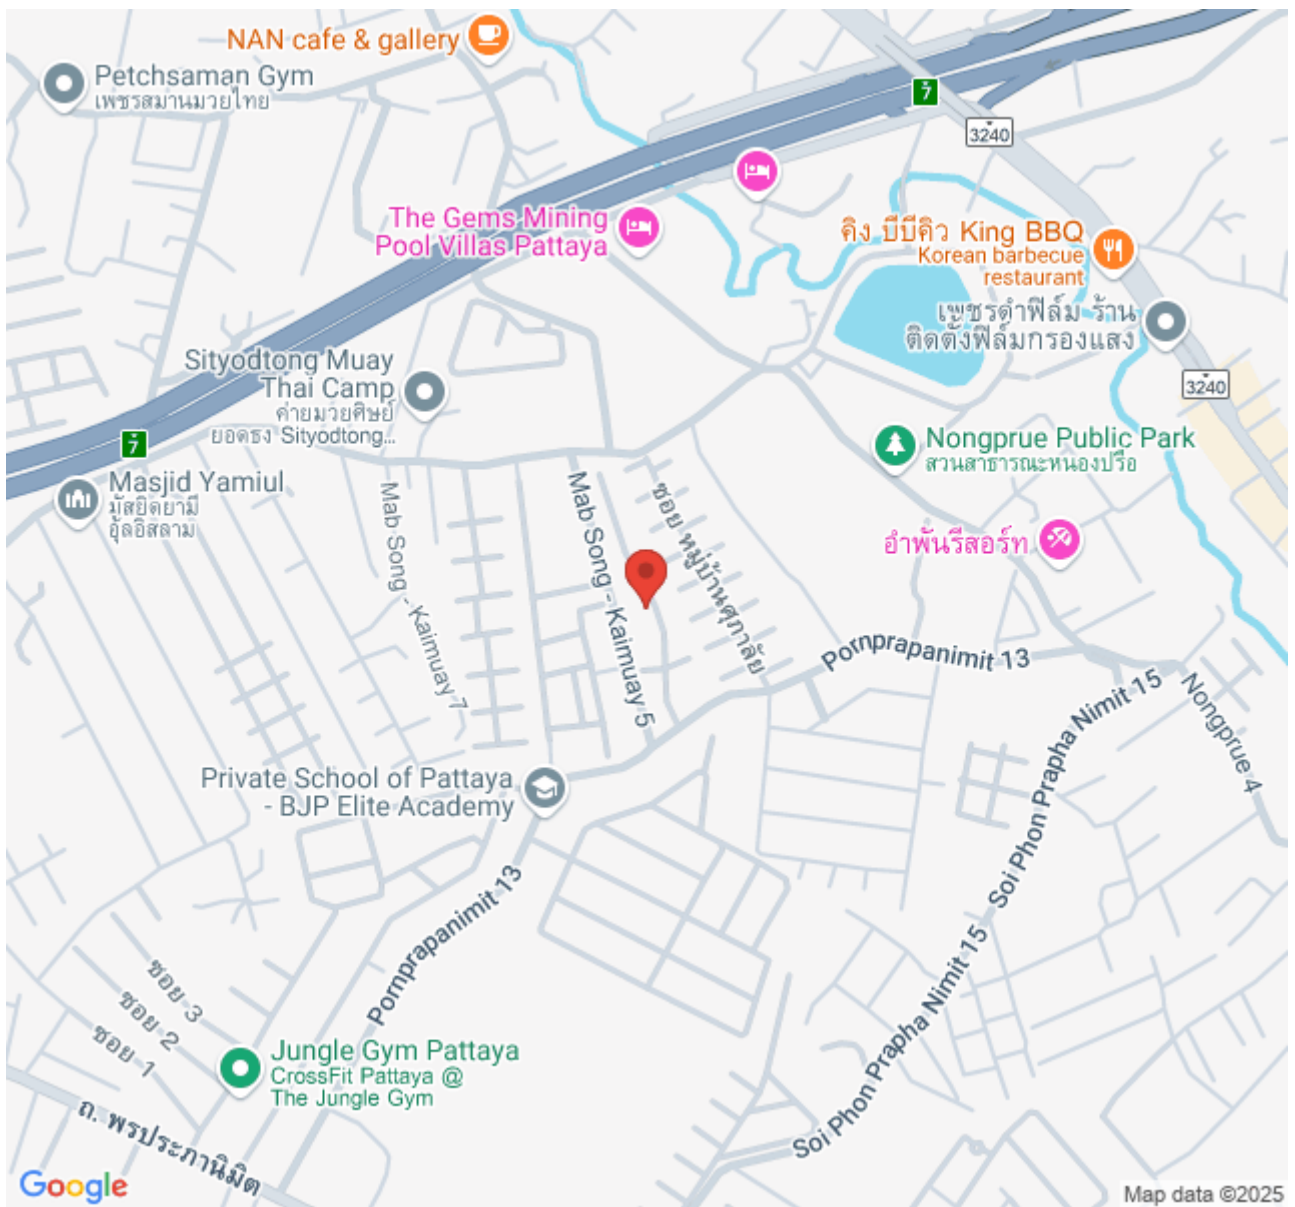 NAN cafe & gallery
Petchsaman Gym
เพชรสมานมวยไทย
7
3240
The Gems Mining
Pool Villas Pattaya
คิง บีบีคิว King BBQ
Korean barbecue
restaurant
เพชรดำฟิล์ม ร้าน
ติดตั้งฟิล์มกรองแสง
3240
Sityodtong Muay
Thai Camp
ค่ายมวยศิษย์
ยอดธง Sityodtong...
7
Nongprue Public Park
สวนสาธารณะหนองปรือ
Masjid Yamiul
มัสยิดยามี
อุ้ลอิสลาม
Mab Song - Kaimuay 7
Mab Song - Kaimuay 5
ซอย หมู่บ้านศุภาลัย
อำพันรีสอร์ท
Pornprapanimit 13
Soi Phon Prapha Nimit 15
Nongprue 4
Private School of Pattaya
- BJP Elite Academy
Pornprapanimit 13
Soi Phon Prapha Nimit 15
ซอย 3
ซอย 2
ซอย 1
Jungle Gym Pattaya
CrossFit Pattaya @
The Jungle Gym
ถ. พรประภานิมิต
Google
Map data ©2025